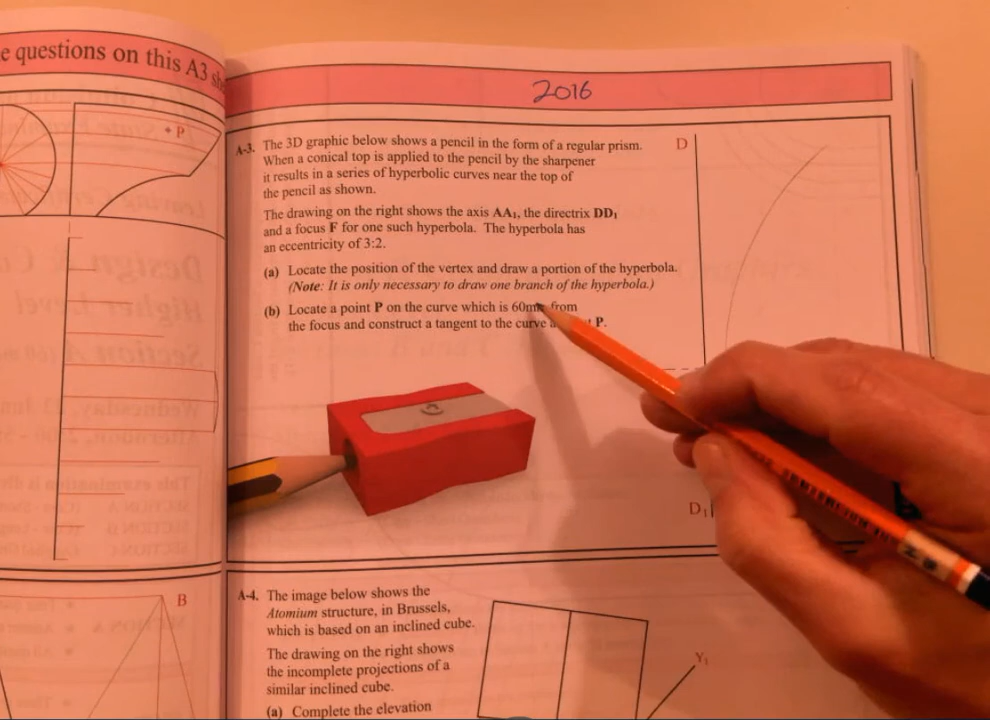 e questions on this A3
2016
P
A-3. The 3D graphic below shows a pencil in the form of a regular prism.
When a conical top is applied to the pencil by the sharpener
it results in a series of hyperbolic curves near the top of
the pencil as shown.
The drawing on the right shows the axis AA₁, the directrix DD₁
and a focus F for one such hyperbola. The hyperbola has
an eccentricity of 3:2.
(a) Locate the position of the vertex and draw a portion of the hyperbola.
(Note: It is only necessary to draw one branch of the hyperbola.)
(b) Locate a point P on the curve which is 60mm from
the focus and construct a tangent to the curve P.
D
D₁
B
A-4. The image below shows the
Atomium structure, in Brussels,
which is based on an inclined cube.
The drawing on the right shows
the incomplete projections of a
similar inclined cube.
(a) Complete the elevation
Y₁